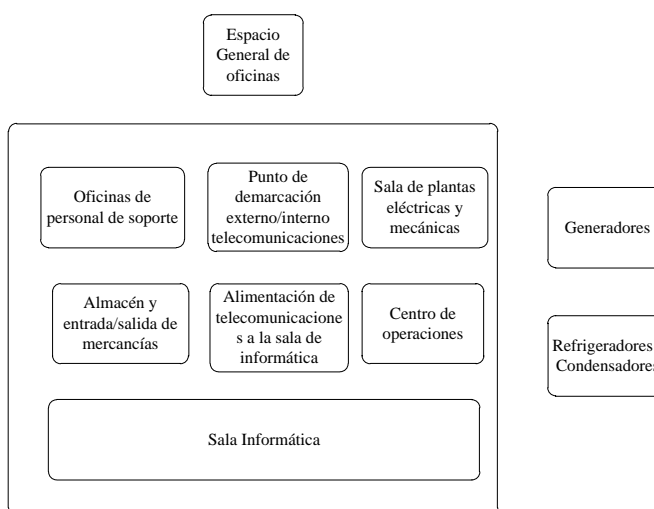 Espacio
General de
oficinas
Oficinas de
personal de soporte
Punto de
demarcación
externo/interno
telecomunicaciones
Sala de plantas
eléctricas y
mecánicas
Generadores
Almacén y
entrada/salida de
mercancías
Alimentación de
telecomunicacione
s a la sala de
informática
Centro de
operaciones
Refrigeradores
Condensadores
Sala Informática